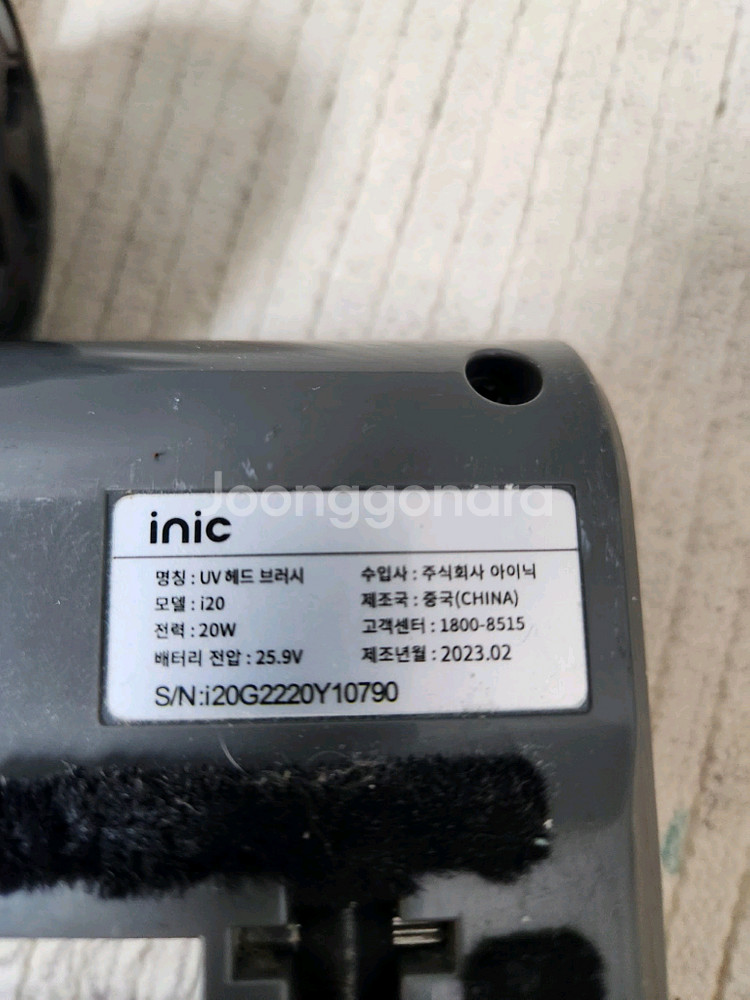 Joonggonara
inic
명칭 : UV 헤드 브러시
모델 : i20
전력 : 20W
배터리 전압 : 25.9V
수입사 : 주식회사 아이닉
제조국 : 중국(CHINA)
고객센터 : 1800-8515
제조년월 : 2023.02
S/N:i20G2220Y10790